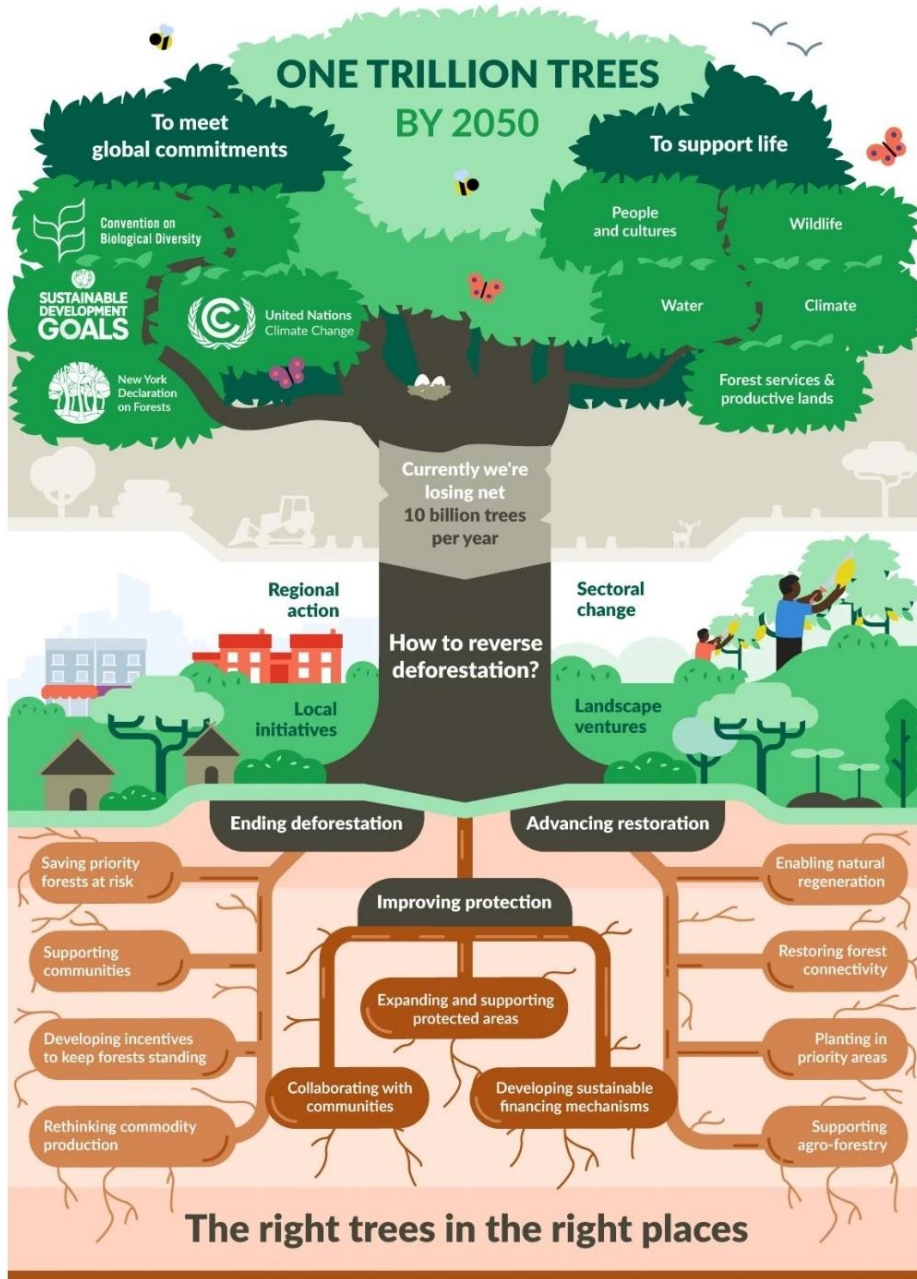 ONE TRILLION TREES
BY 2050
To meet
global commitments
Convention on
Biological Diversity
SUSTAINABLE
DEVELOPMENT
GOALS
United Nations
Climate Change
New York
Declaration
on Forests
To support life
People
and cultures
Wildlife
Water
Climate
Forest services &
productive lands
Currently we're
losing net
10 billion trees
per year
Regional
action
Sectoral
change
How to reverse
deforestation?
Local
initiatives
Landscape
ventures
Ending deforestation
Saving priority
forests at risk
Supporting
communities
Developing incentives
to keep forests standing
Rethinking commodity
production
Improving protection
Expanding and supporting
protected areas
Collaborating with
communities
Developing sustainable
financing mechanisms
Advancing restoration
Enabling natural
regeneration
Restoring forest
connectivity
Planting in
priority areas
Supporting
agro-forestry
The right trees in the right places